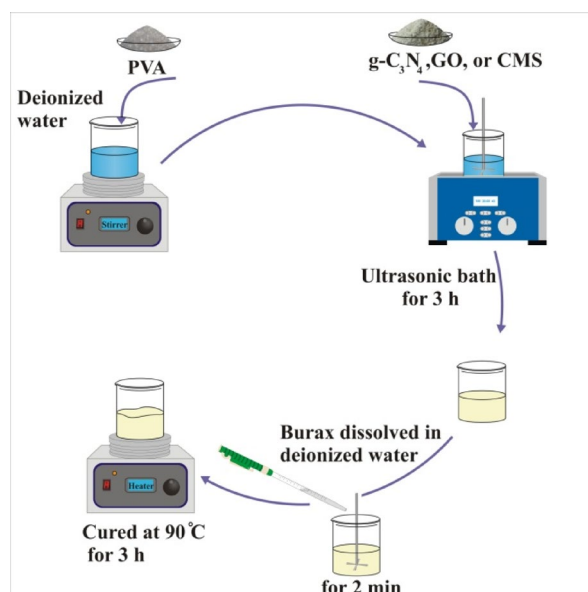 PVA
g-C₃N₄ ,GO, or CMS
Deionized
water
Stirrer
Ultrasonic bath
for 3 h
Burax dissolved in
deionized water
Heater
Cured at 90℃
for 3 h
for 2 min